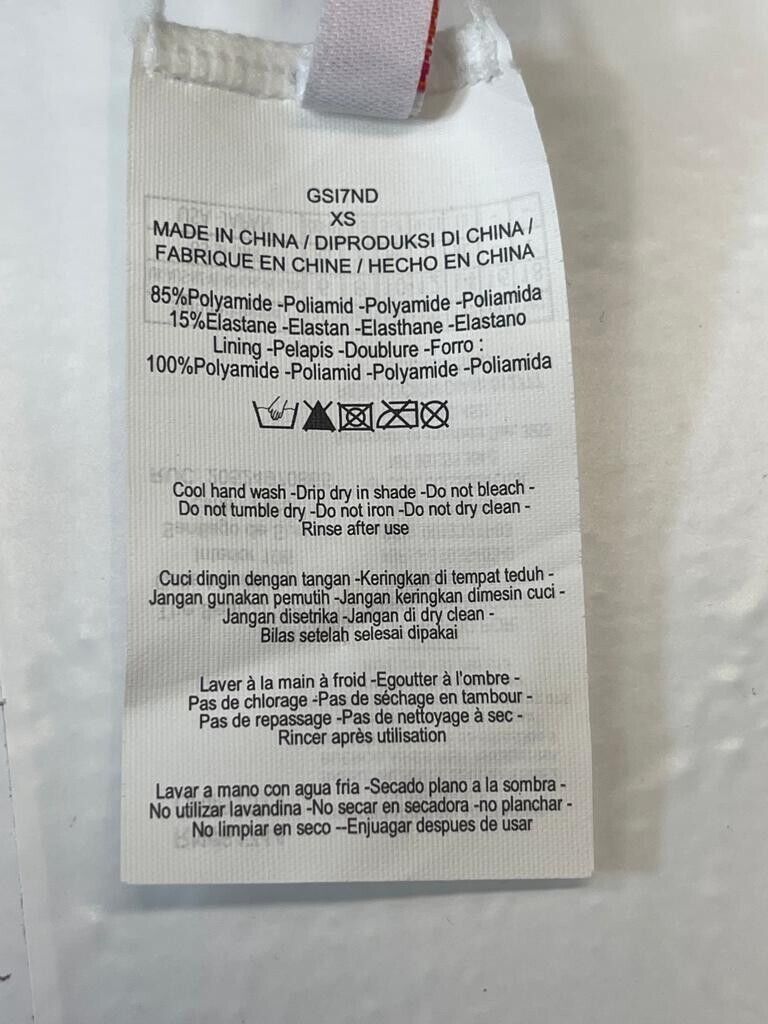 GSI7ND
XS
MADE IN CHINA / DIPRODUKSI DI CHINA /
FABRIQUE EN CHINE / HECHO EN CHINA
85%Polyamide -Poliamid -Polyamide -Poliamida
15%Elastane -Elastan -Elasthane -Elastano
Lining -Pelapis -Doublure -Forro :
100%Polyamide -Poliamid -Polyamide -Poliamida
Cool hand wash -Drip dry in shade -Do not bleach -
Do not tumble dry -Do not iron -Do not dry clean -
Rinse after use
Cuci dingin dengan tangan -Keringkan di tempat teduh -
Jangan gunakan pemutih -Jangan keringkan dimesin cuci -
Jangan disetrika -Jangan di dry clean -
Bilas setelah selesai dipakai
Laver à la main à froid -Egoutter à l'ombre -
Pas de chlorage -Pas de séchage en tambour -
Pas de repassage -Pas de nettoyage à sec -
Rincer après utilisation
Lavar a mano con agua fria -Secado plano a la sombra -
No utilizar lavandina -No secar en secadora -no planchar -
No limpiar en seco --Enjuagar despues de usar